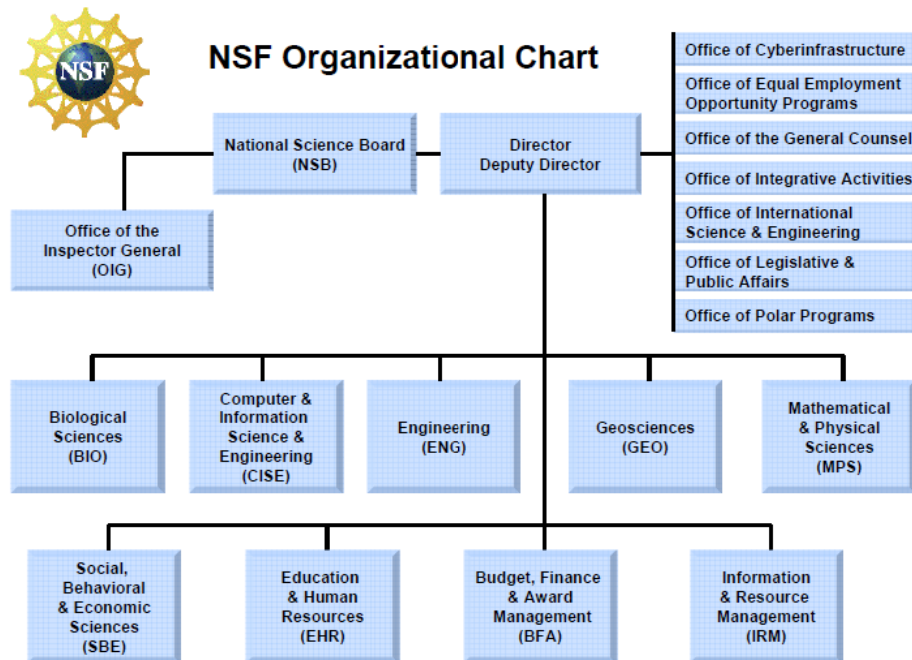 NSF
NSF Organizational Chart
Office of Cyberinfrastructure
Office of Equal Employment
Opportunity Programs
Office of the General Counsel
Office of Integrative Activities
Office of International
Science & Engineering
Office of Legislative &
Public Affairs
Office of Polar Programs
National Science Board
(NSB)
Director
Deputy Director
Office of the
Inspector General
(OIG)
Biological
Sciences
(BIO)
Computer &
Information
Science &
Engineering
(CISE)
Engineering
(ENG)
Geosciences
(GEO)
Mathematical
& Physical
Sciences
(MPS)
Social,
Behavioral
& Economic
Sciences
(SBE)
Education
& Human
Resources
(EHR)
Budget, Finance
& Award
Management
(BFA)
Information
& Resource
Management
(IRM)